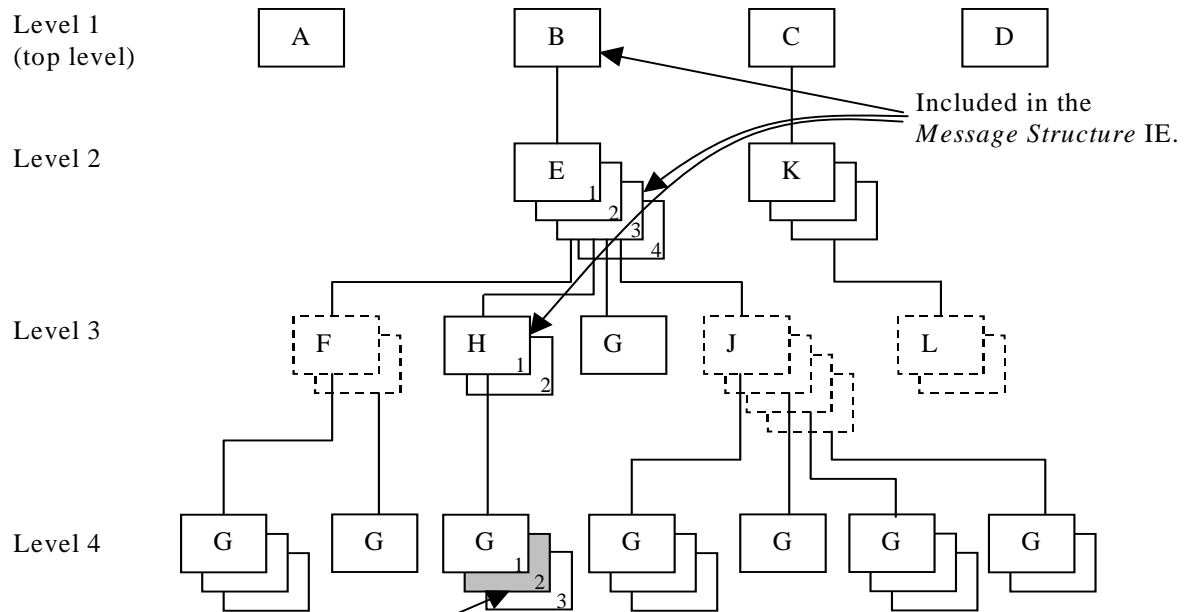 Level 1
(top level)
A
B
C
D
Included in the
Message Structure IE.
Level 2
E
1
2
3
4
K
Level 3
F
H
1
2
G
J
L
Level 4
G
G
G
1
2
3
G
G
G
G